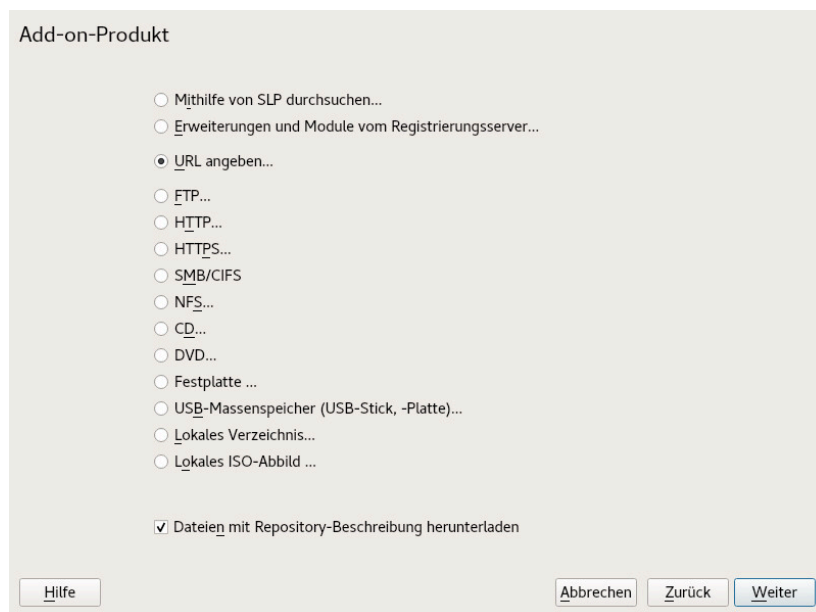 Add-on-Produkt
Mithilfe von SLP durchsuchen...
Erweiterungen und Module vom Registrierungsserver...
URL angeben...
FTP...
HTTP...
HTTPS...
SMB/CIFS
NFS...
CD...
DVD...
Festplatte ...
USB-Massenspeicher (USB-Stick, -Platte)...
Lokales Verzeichnis...
Lokales ISO-Abbild ...
Dateien mit Repository-Beschreibung herunterladen
Hilfe Abbrechen Zurück Weiter